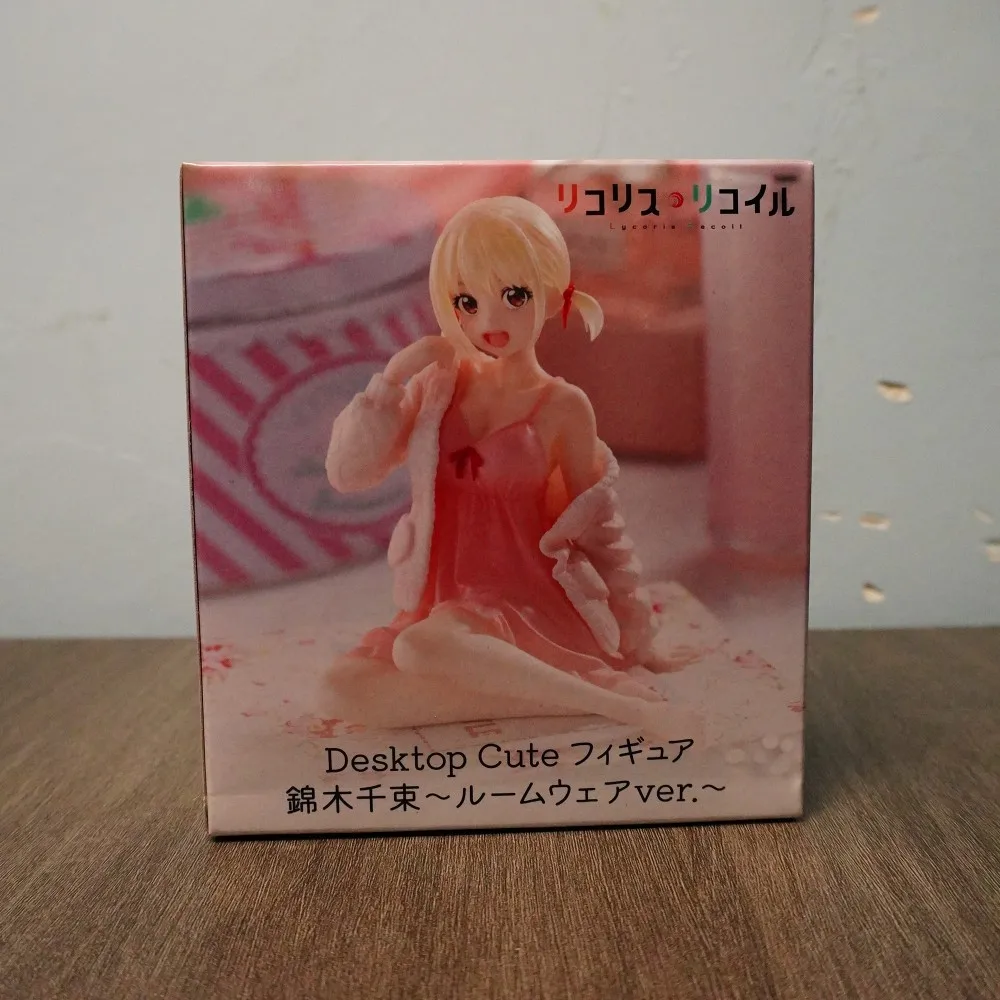 リコリス・リコイル
Lycoris Recoil
Desktop Cute フィギュア
錦木千束～ルームウェアver.～